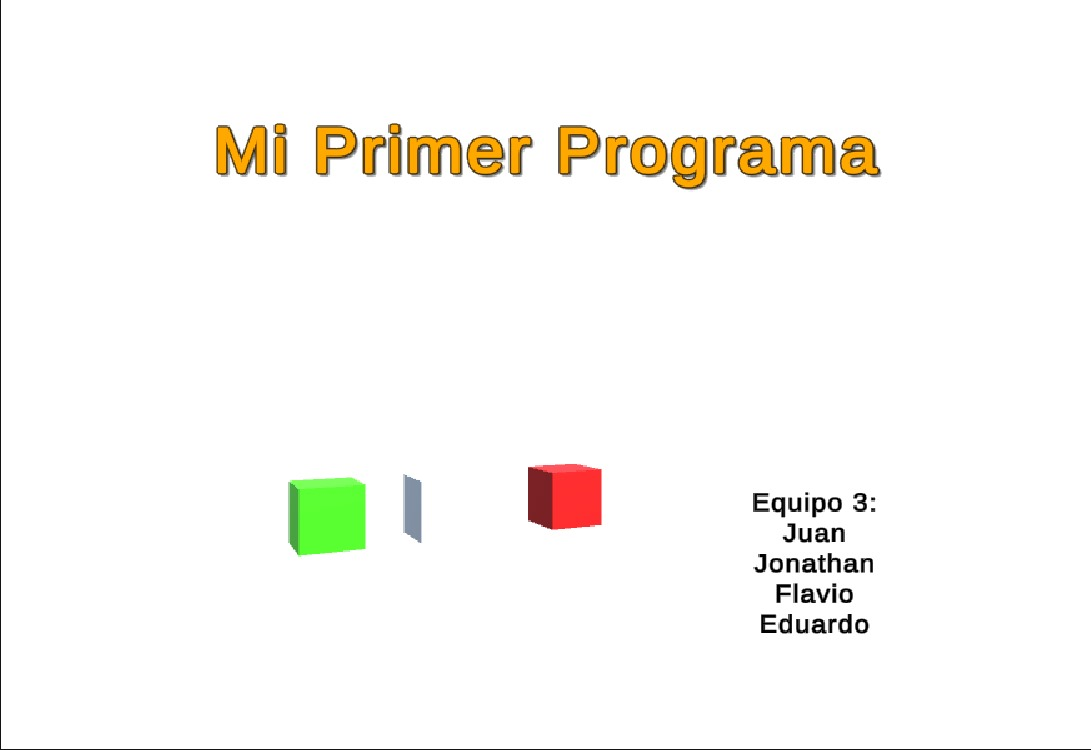 Mi Primer Programa
Equipo 3:
Juan
Jonathan
Flavio
Eduardo